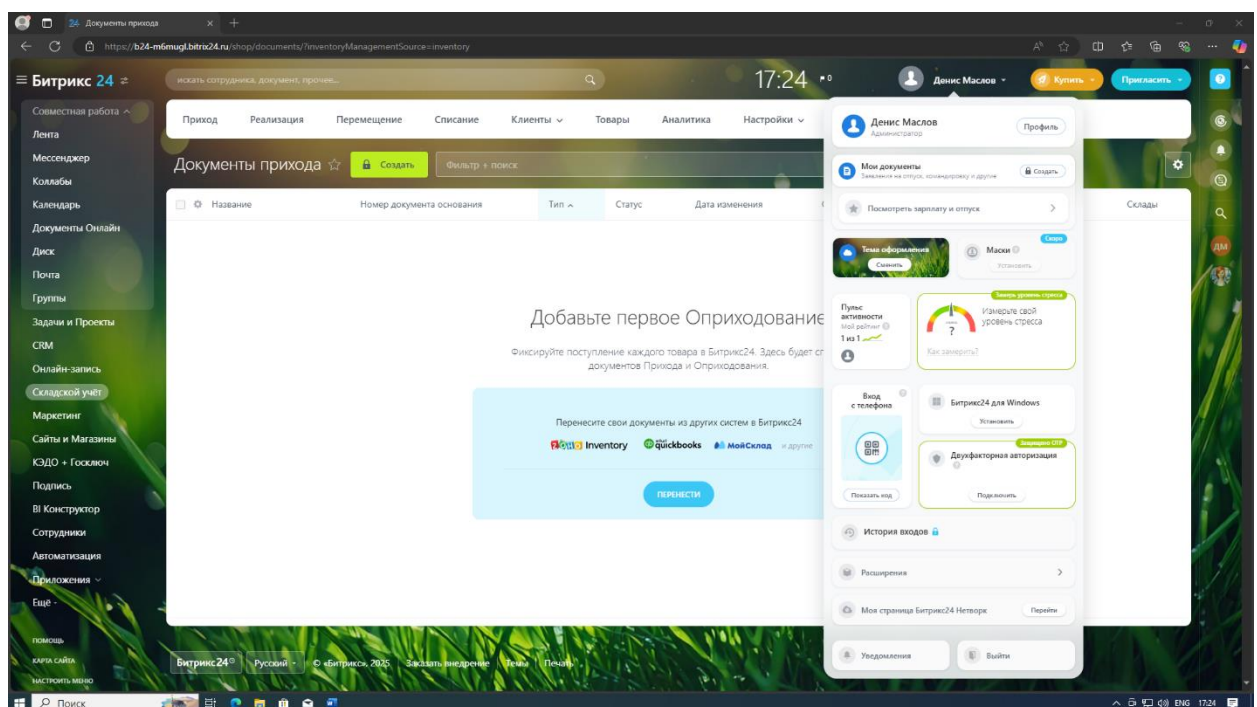 24 Документы прихода
https://b24-m6mugl.bitrix24.ru/shop/documents/?inventoryManagementSource=inventory
Битрикс 24
искать сотрудника, документ, прочее...
17:24
0
Денис Маслов
Купить
Пригласить
Совместная работа
Лента
Мессенджер
Коллабы
Календарь
Документы Онлайн
Диск
Почта
Группы
Задачи и Проекты
CRM
Онлайн-запись
Складской учёт
Маркетинг
Сайты и Магазины
КЭДО + Госключ
Подпись
BI Конструктор
Сотрудники
Автоматизация
Приложения
Ещё
ПОМОЩЬ
КАРТА САЙТА
НАСТРОИТЬ МЕНЮ
Приход Реализация Перемещение Списание Клиенты Товары Аналитика Настройки
Документы прихода
Создать
Фильтр + поиск
Название Номер документа основания Тип Статус Дата изменения Склады
Добавьте первое Оприходование
Фиксируйте поступление каждого товара в Битрикс24. Здесь будет
документов Прихода и Оприходования.
Перенесите свои документы из других систем в Битрикс24
ZOHO Inventory intuit quickbooks МойСклад и другие
ПЕРЕНЕСТИ
Денис Маслов
Администратор
Профиль
Мои документы
Заявления на отпуск, командировку и другие
Создать
Посмотреть зарплату и отпуск
Тема оформления
Сменить
Скоро
Маски
Установить
Пульс
активности
Мой рейтинг
1 из 1
Замерь уровень стресса
Измерьте свой
уровень стресса
?
Как замерить?
Вход
с телефона
Показать код
Битрикс24 для Windows
Установить
Защищено OTP
Двухфакторная авторизация
Подключить
История входов
Расширения
Моя страница Битрикс24 Нетворк
Перейти
Уведомления
Выйти
ДМ
Битрикс24 Русский © «Битрикс», 2025 Заказать внедрение Темы Печать
Поиск
ENG 17:24